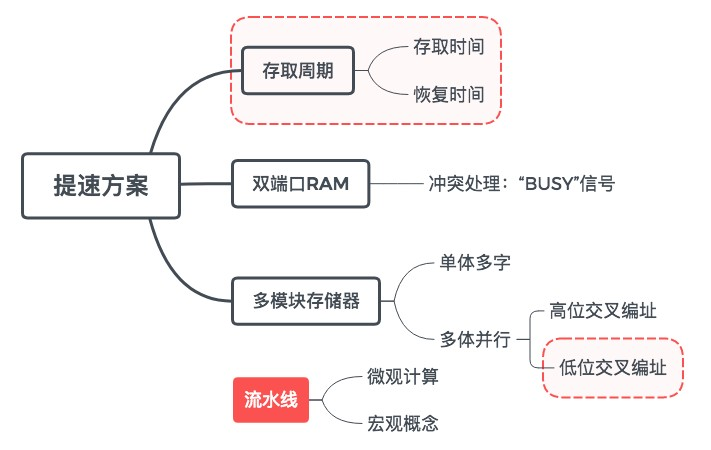 提速方案
存取周期
存取时间
恢复时间
双端口RAM
冲突处理：“BUSY”信号
多模块存储器
单体多字
多体并行
高位交叉编址
低位交叉编址
流水线
微观计算
宏观概念